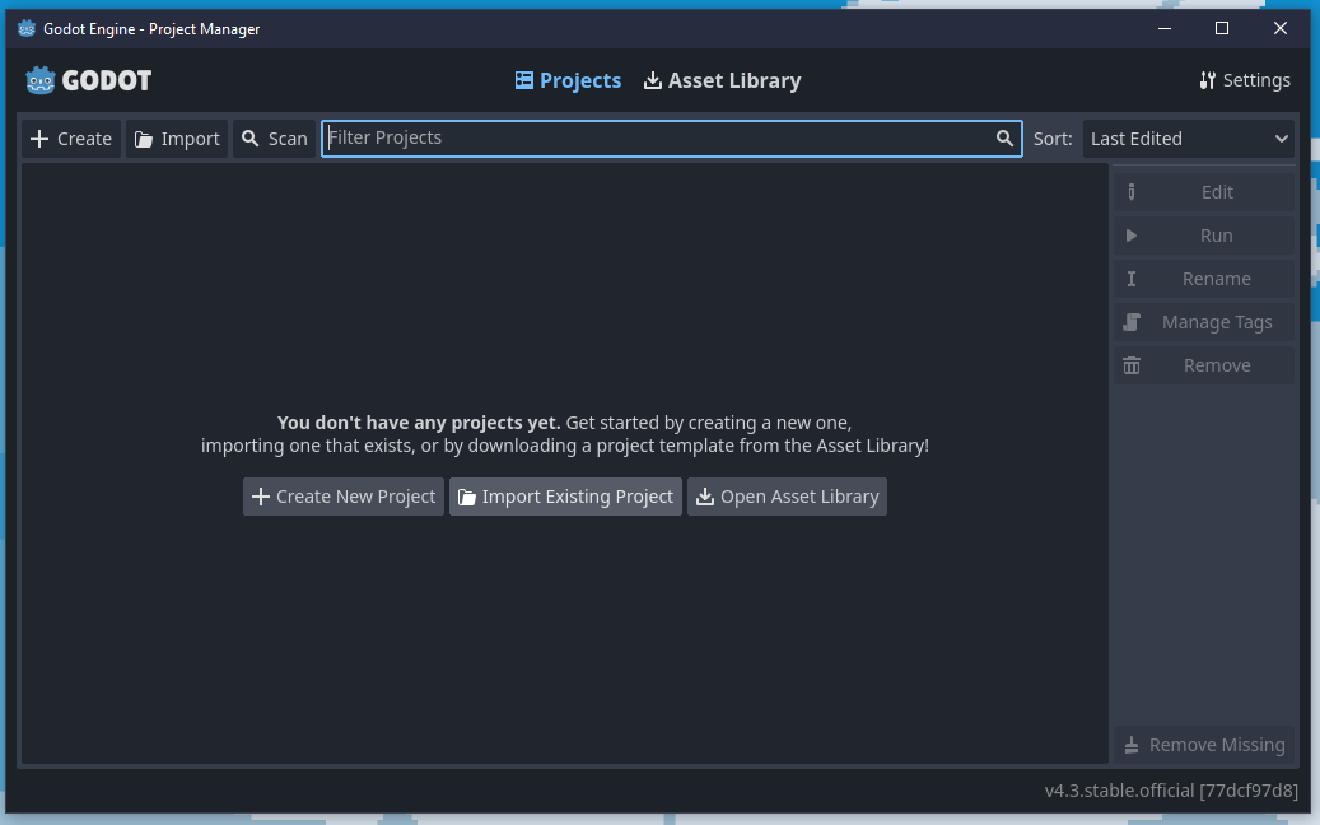 Godot Engine - Project Manager
GODOT
Projects
Asset Library
Settings
Create
Import
Scan
Filter Projects
Sort:
Last Edited
Edit
Run
Rename
Manage Tags
Remove
You don't have any projects yet. Get started by creating a new one,
importing one that exists, or by downloading a project template from the Asset Library!
Create New Project
Import Existing Project
Open Asset Library
Remove Missing
v4.3.stable.official [77dcf97d8]